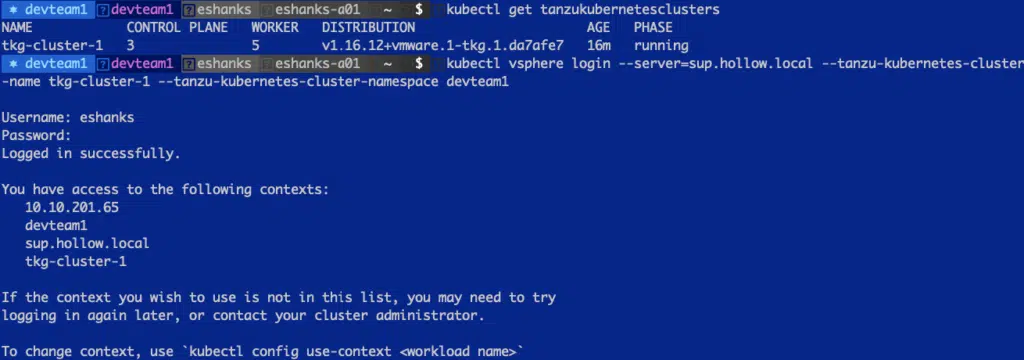 devteam1 devteam1 eshanks eshanks-a01 ~ $ kubectl get tanzukubernetesclusters
NAME CONTROL PLANE WORKER DISTRIBUTION AGE PHASE
tkg-cluster-1 3 5 v1.16.12+vmware.1-tkg.1.da7afe7 16m running
devteam1 devteam1 eshanks eshanks-a01 ~ $ kubectl vsphere login --server=sup.hollow.local --tanzu-kubernetes-cluster
-name tkg-cluster-1 --tanzu-kubernetes-cluster-namespace devteam1
Username: eshanks
Password:
Logged in successfully.
You have access to the following contexts:
10.10.201.65
devteam1
sup.hollow.local
tkg-cluster-1
If the context you wish to use is not in this list, you may need to try
logging in again later, or contact your cluster administrator.
To change context, use `kubectl config use-context <workload name>`